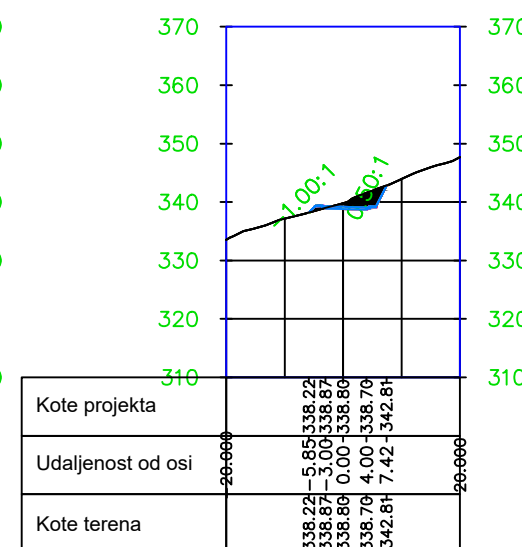 370 370
360 360
350 350
-1.00:1 0.50:1
340 340
330 330
320 320
310 310
Kote projekta 338.22 338.87 338.80 338.70 342.81
Udaljenost od osi -20.000 -5.85 -3.00 0.00 4.00 7.42 20.000
Kote terena 338.22 338.87 338.80 338.70 342.81